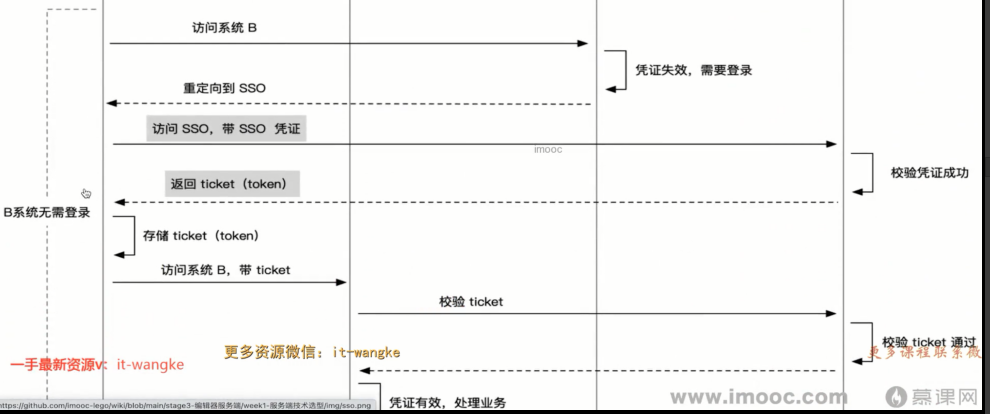 访问系统 B
凭证失效，需要登录
重定向到 SSO
访问 SSO，带 SSO 凭证
imooc
校验凭证成功
返回 ticket（token）
B系统无需登录
存储 ticket（token）
访问系统 B，带 ticket
校验 ticket
校验 ticket 通过
更多课程联系微
更多资源微信：it-wangke
一手最新资源v：it-wangke
凭证有效，处理业务
www.imooc.com
慕课网
https://github.com/imooc-lego/wiki/blob/main/stage3-编辑器服务端/week1-服务端技术选型/img/sso.png